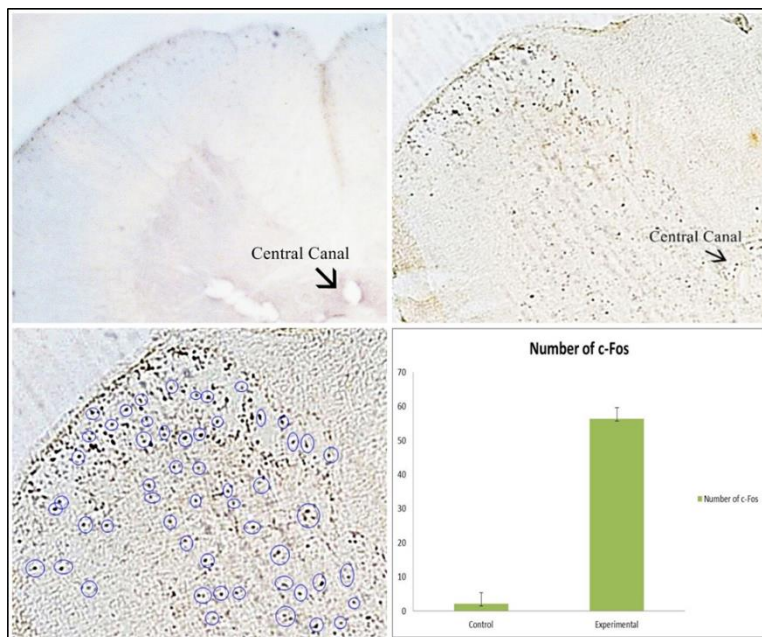 Central Canal
Central Canal
Number of c-Fos
70
60
50
40
30
20
10
0
Number of c-Fos
Control
Experimental